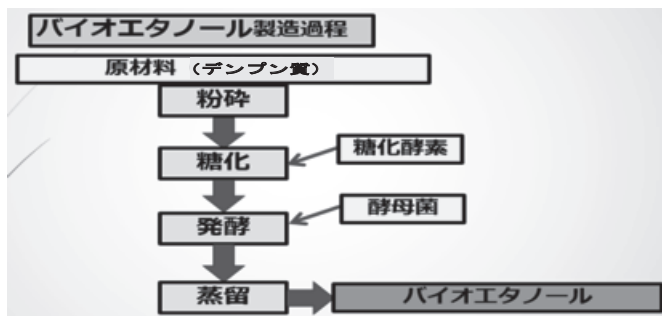 バイオエタノール製造過程
原材料（デンプン質）
粉砕
糖化
糖化酵素
発酵
酵母菌
蒸留
バイオエタノール